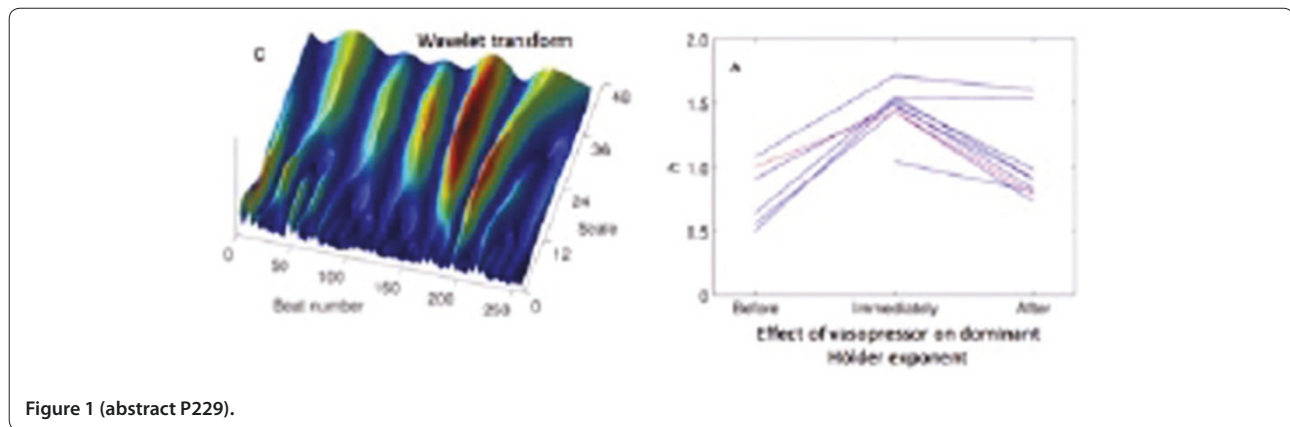 C
Wavelet transform
48
36
24
12
0
Scale
0
50
100
150
200
250
Beat number
A
2.0
1.5
1.0
0.5
0
h
Before Immediately After
Effect of vasopressor on dominant
Hölder exponent
Figure 1 (abstract P229).